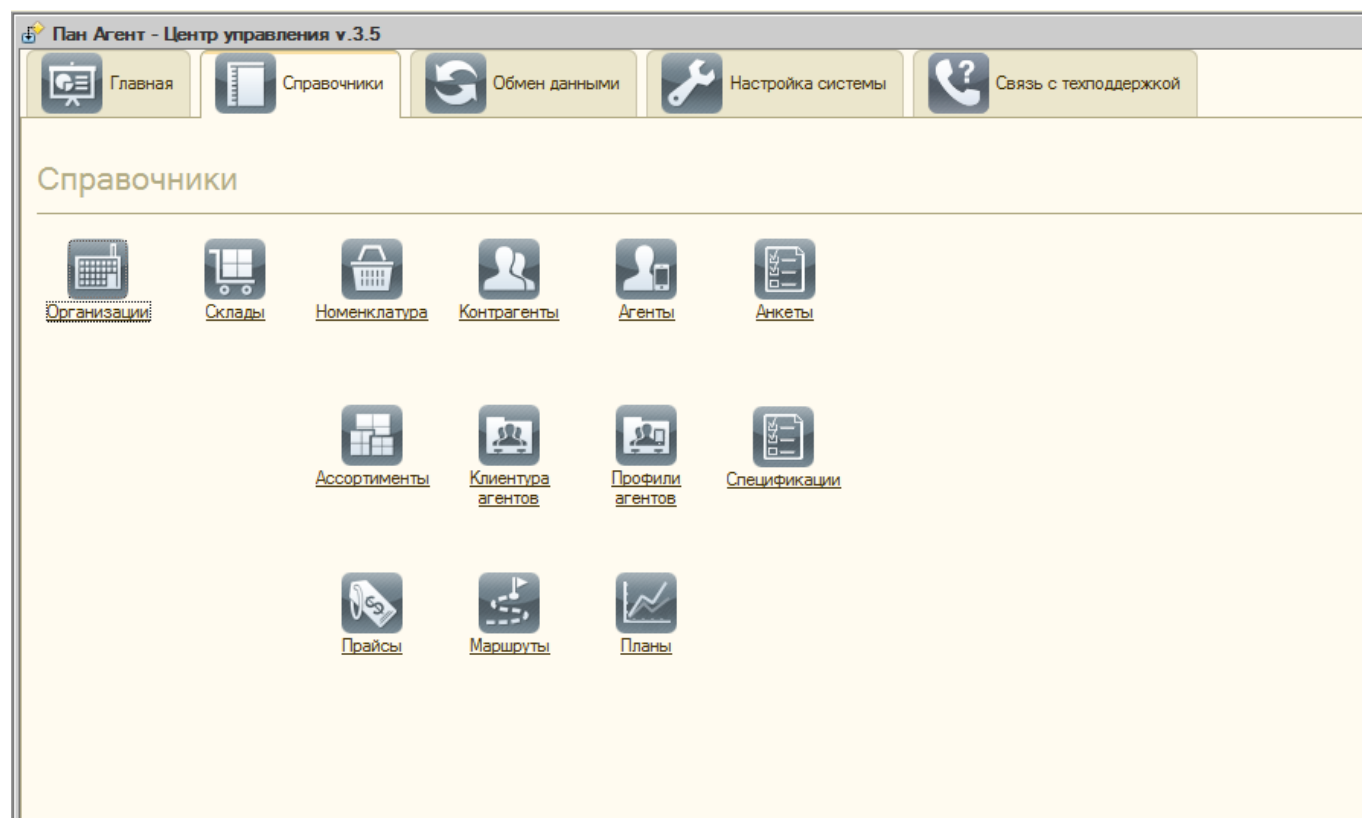 Пан Агент - Центр управления v.3.5
Главная
Справочники
Обмен данными
Настройка системы
Связь с техподдержкой
Справочники
Организации
Склады
Номенклатура
Контрагенты
Агенты
Анкеты
Ассортименты
Клиентура
агентов
Профили
агентов
Спецификации
Прайсы
Маршруты
Планы